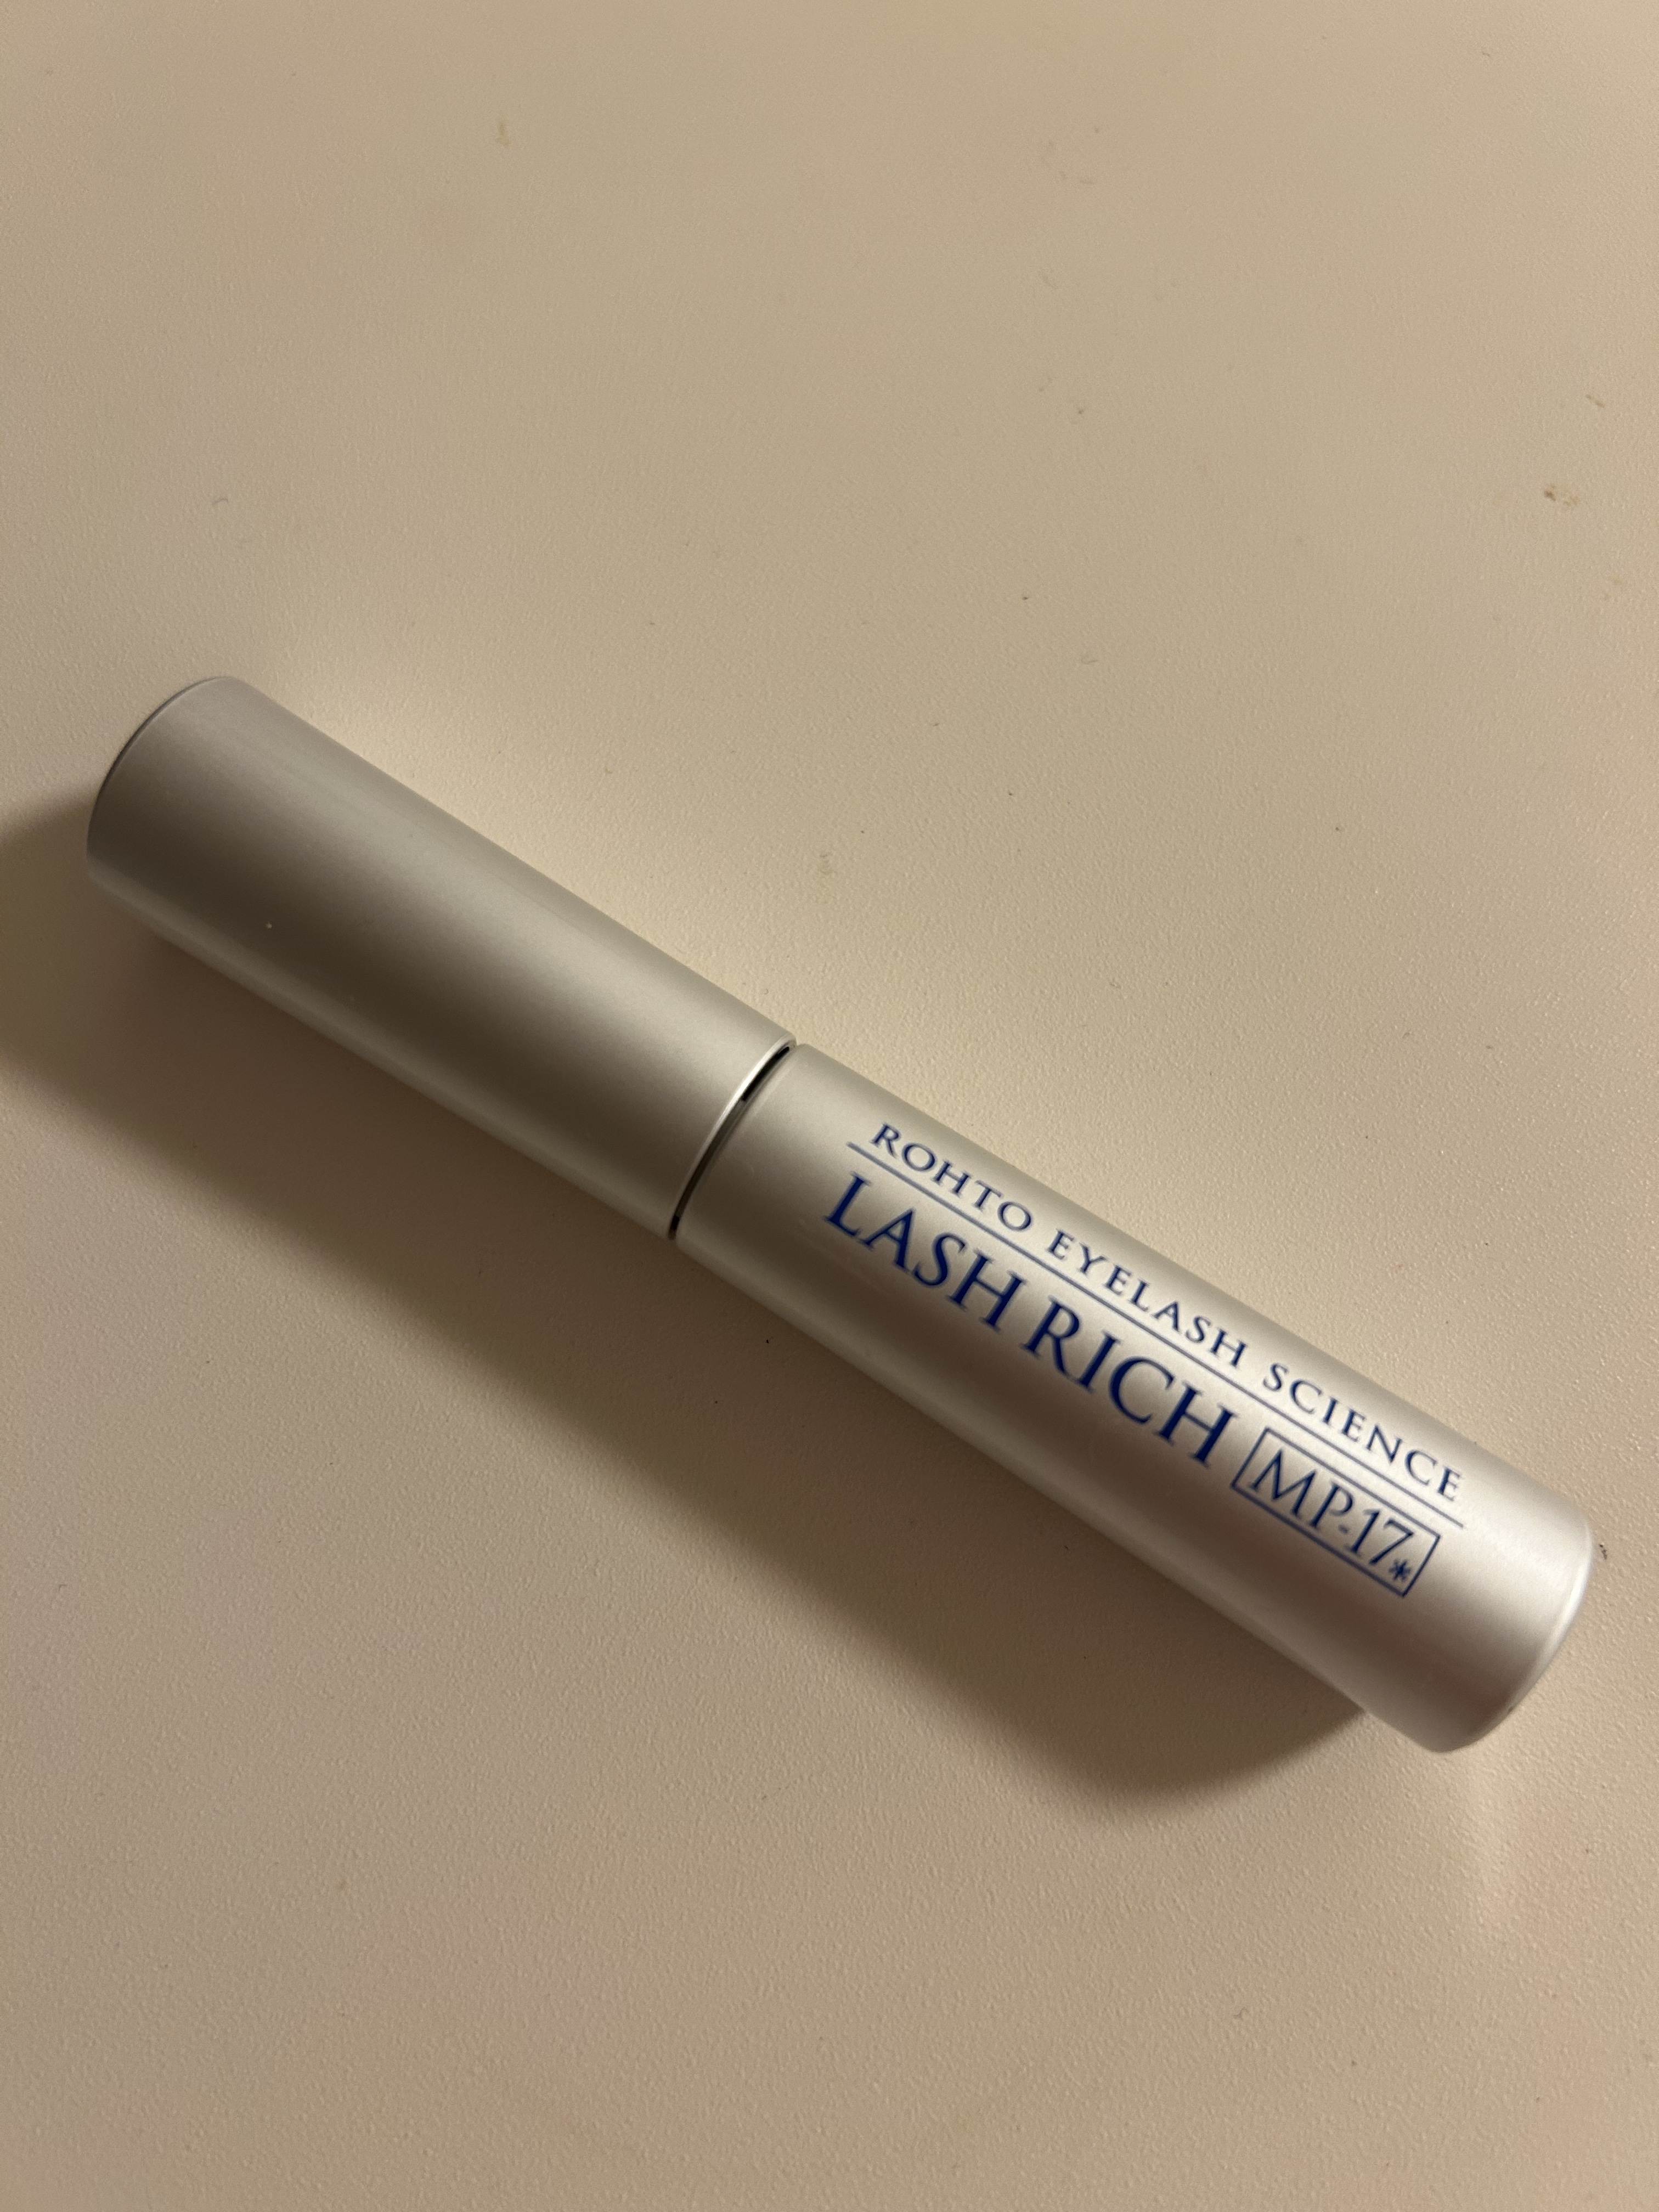 ROHTO EYELASH SCIENCE
LASH RICH MP-17*